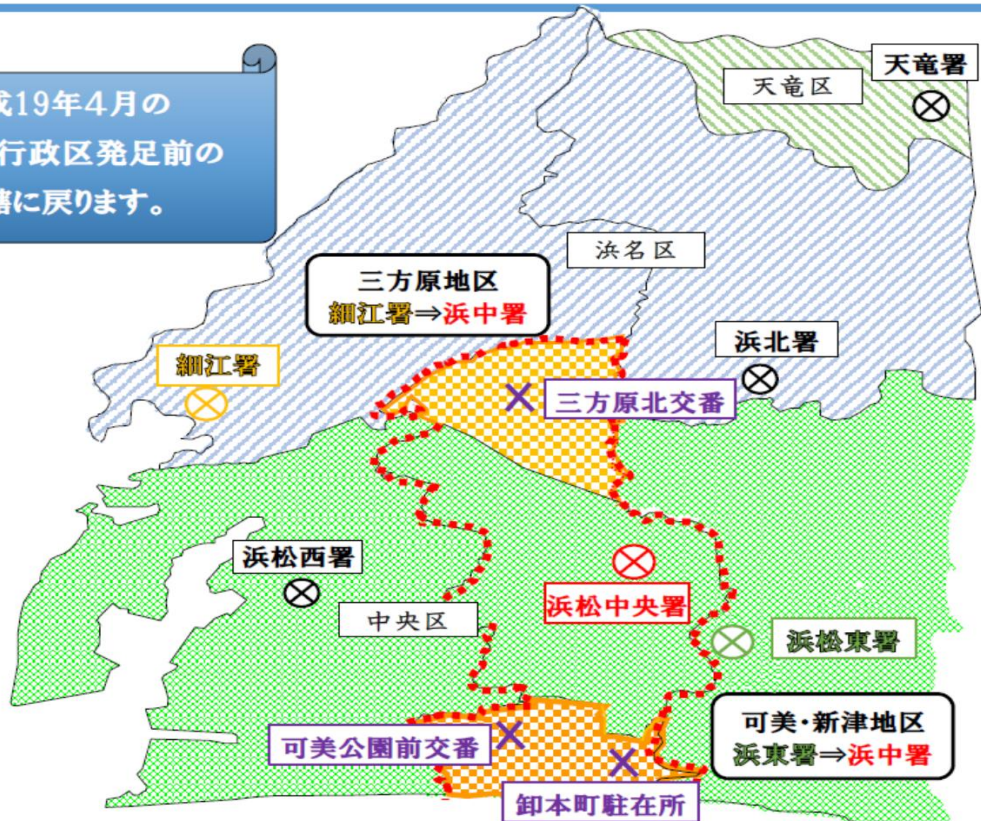 成19年4月の
行政区発足前の
轄に戻ります。
天竜区
天竜署
浜名区
三方原地区
細江署⇒浜中署
細江署
浜北署
三方原北交番
浜松西署
中央区
浜松中央署
浜松東署
可美・新津地区
浜東署⇒浜中署
可美公園前交番
卸本町駐在所